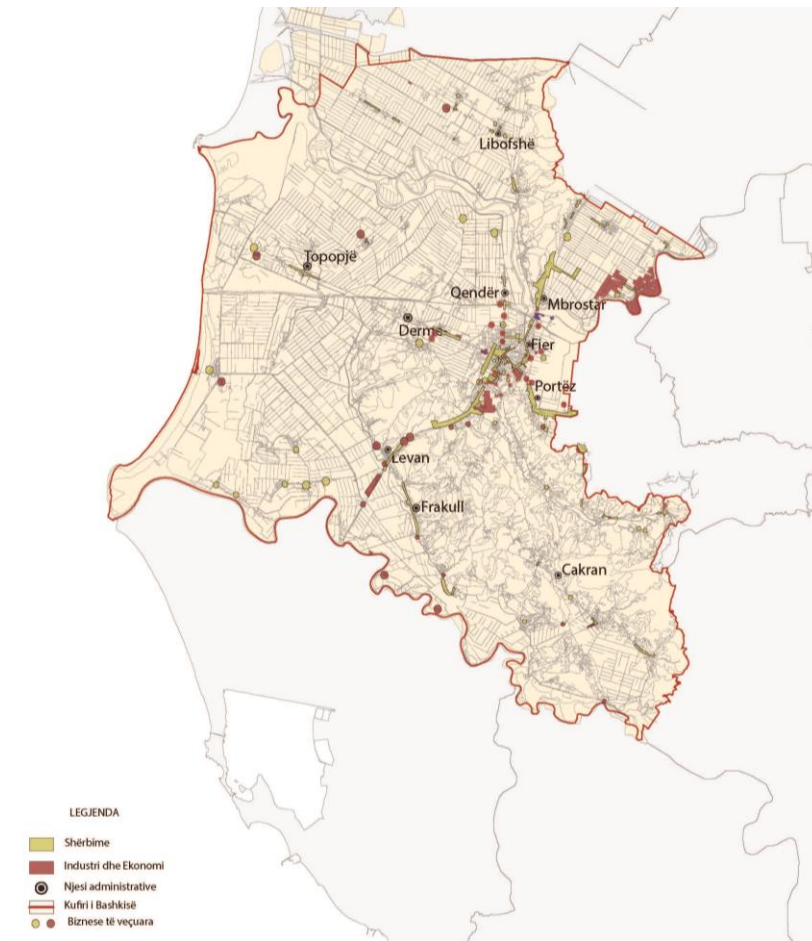 Libofshë
Topopjë
Qendër
Mbrostar
Dermenas
Fier
Portëz
Levan
Frakull
Cakran
LEGJENDA
Shërbime
Industri dhe Ekonomi
Njesi administrative
Kufiri i Bashkisë
Biznese të veçuara